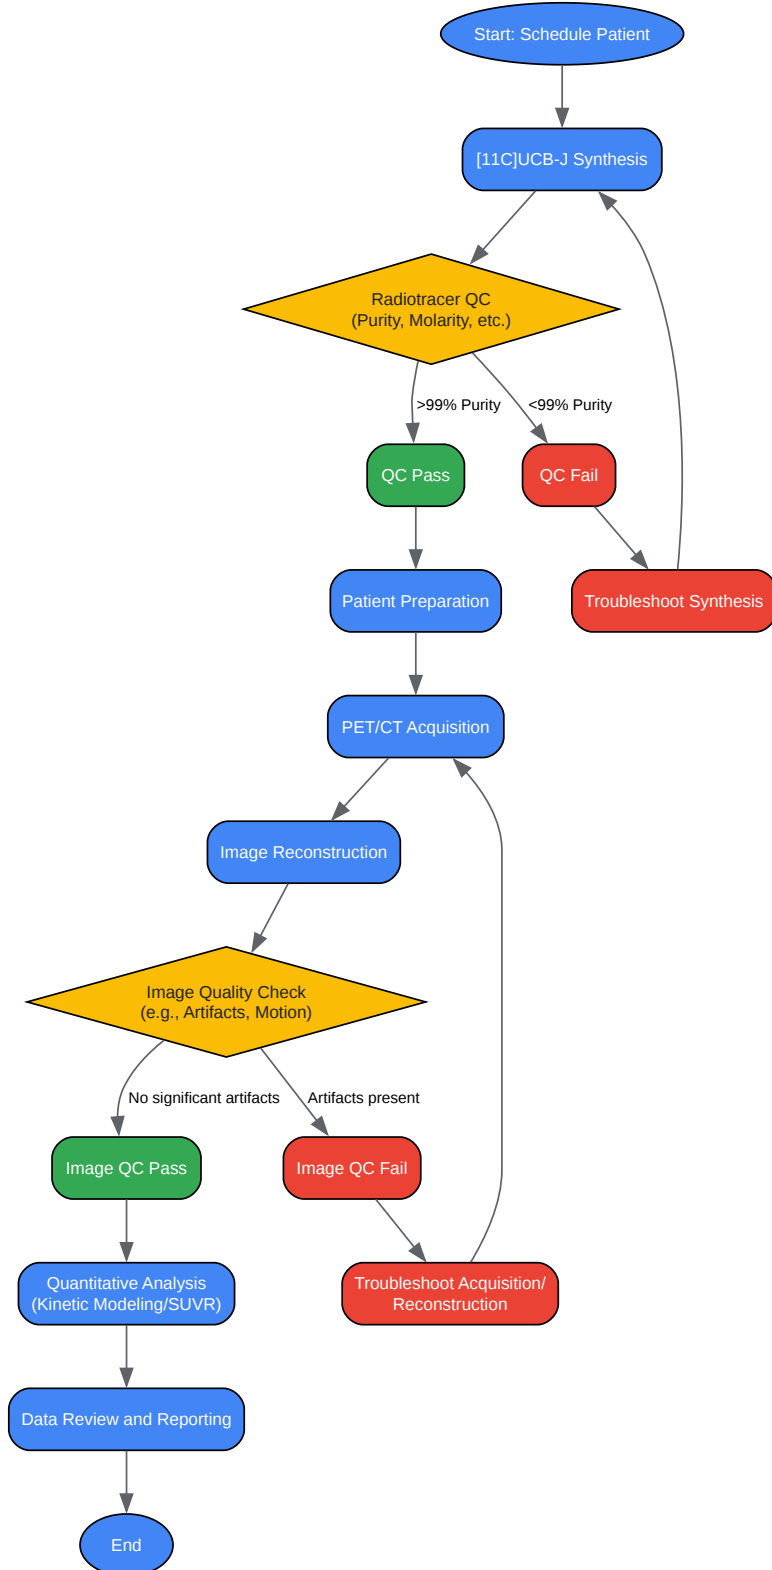 Start: Schedule Patient
[11C]UCB-J Synthesis
Radiotracer QC
(Purity, Molarity, etc.)
>99% Purity
<99% Purity
QC Pass
QC Fail
Patient Preparation
Troubleshoot Synthesis
PET/CT Acquisition
Image Reconstruction
Image Quality Check
(e.g., Artifacts, Motion)
No significant artifacts
Artifacts present
Image QC Pass
Image QC Fail
Quantitative Analysis
(Kinetic Modeling/SUVR)
Troubleshoot Acquisition/
Reconstruction
Data Review and Reporting
End